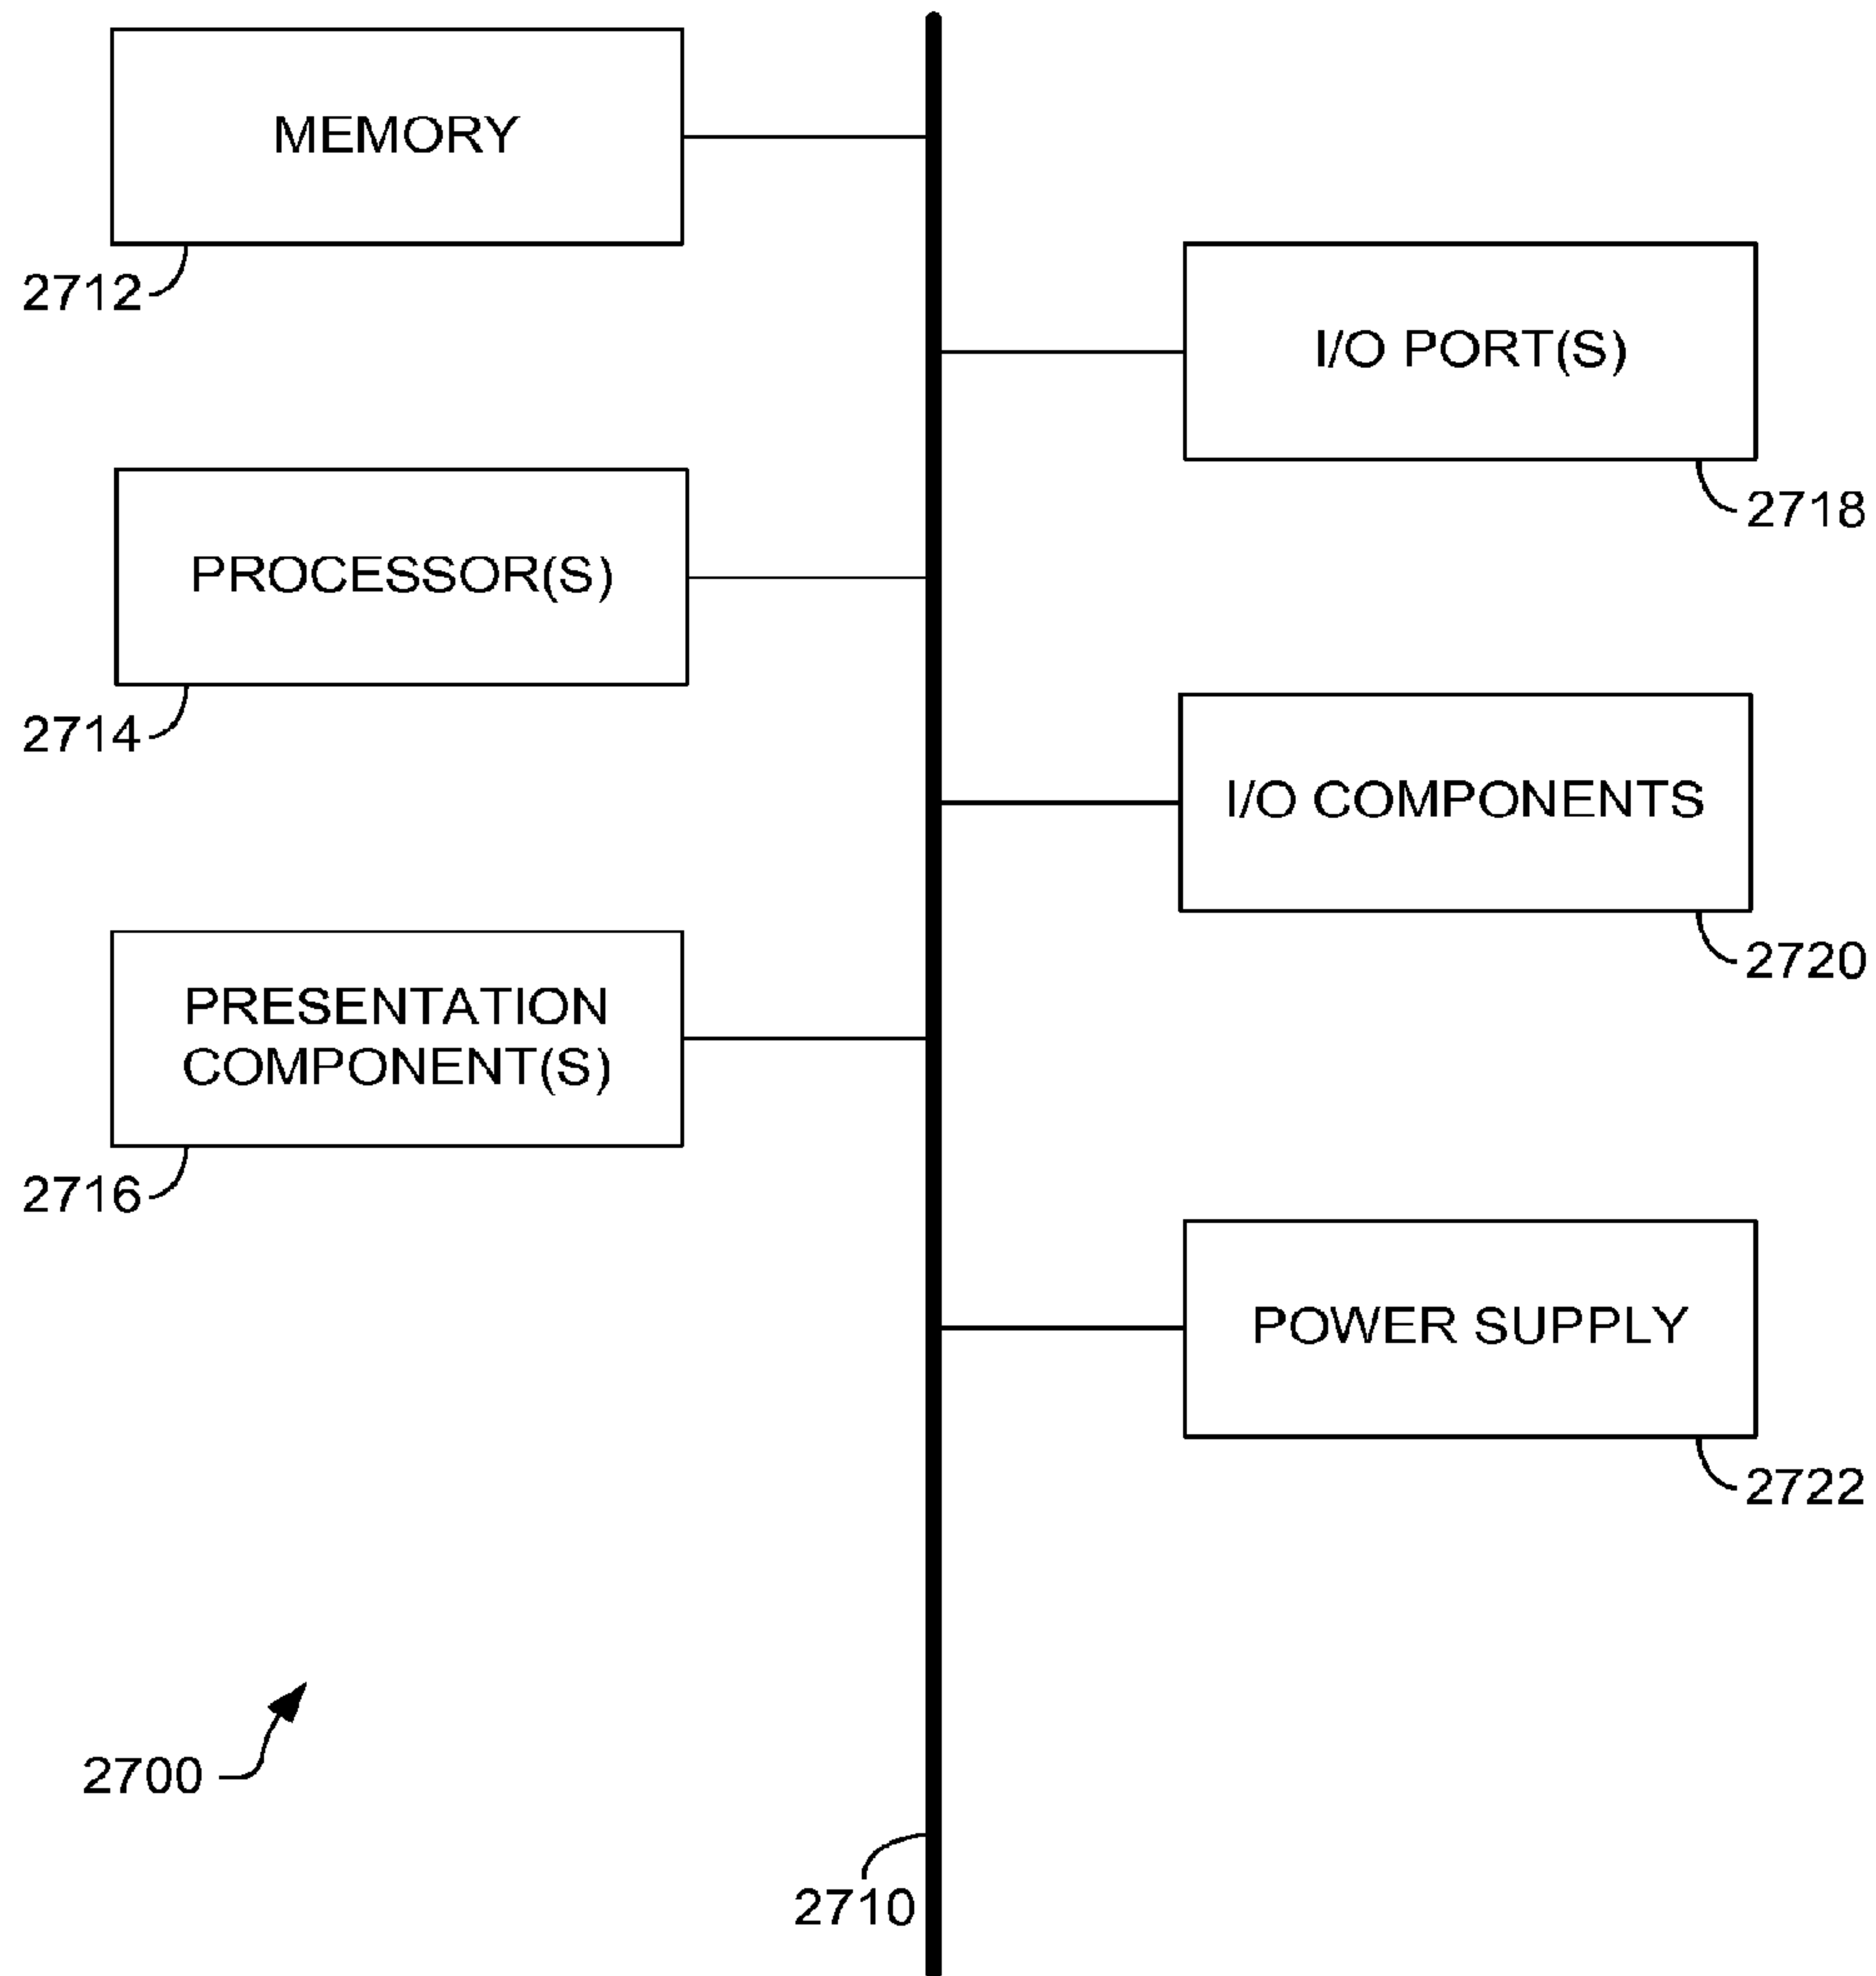 MEMORY
2712
I/O PORT(S)
2718
PROCESSOR(S)
2714
I/O COMPONENTS
2720
PRESENTATION
COMPONENT(S)
2716
POWER SUPPLY
2722
2700
2710